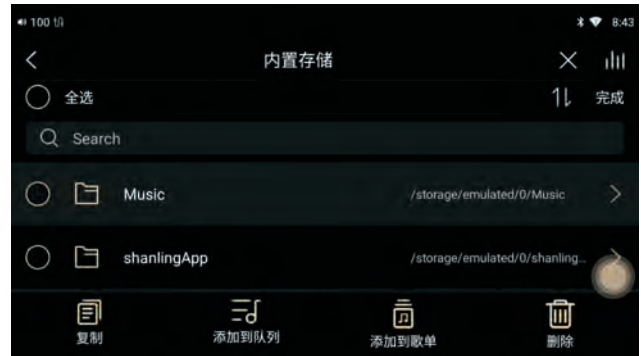 100
8:43
内置存储
全选
完成
Search
Music /storage/emulated/0/Music
shanlingApp /storage/emulated/0/shanling...
复制 添加到队列 添加到歌单 删除